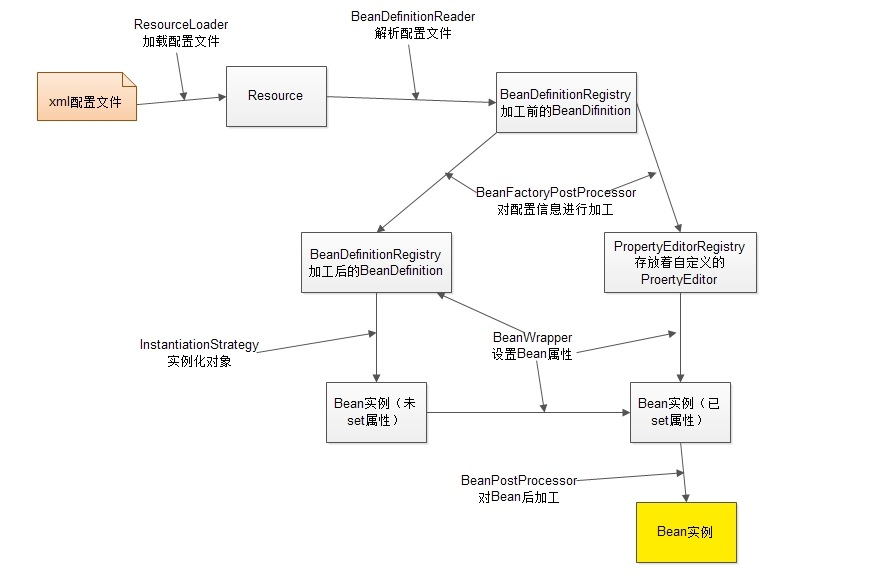 ResourceLoader
加载配置文件
BeanDefinitionReader
解析配置文件
xml配置文件
Resource
BeanDefinitionRegistry
加工前的BeanDifinition
BeanFactoryPostProcessor
对配置信息进行加工
BeanDefinitionRegistry
加工后的BeanDefinition
PropertyEditorRegistry
存放着自定义的
ProertyEditor
InstantiationStrategy
实例化对象
BeanWrapper
设置Bean属性
Bean实例（未
set属性）
Bean实例（已
set属性）
BeanPostProcessor
对Bean后加工
Bean实例